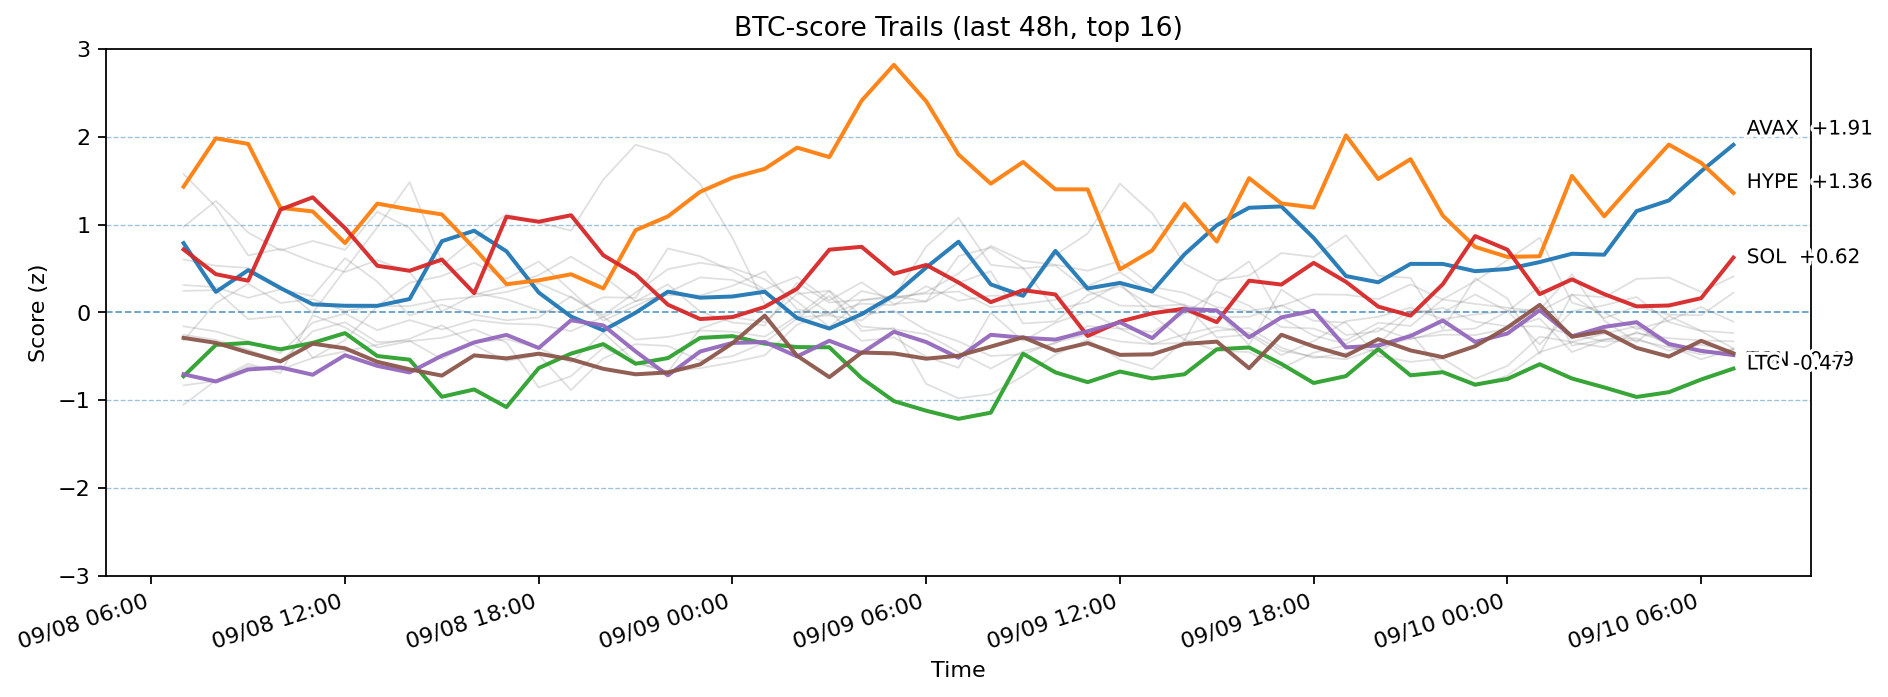 BTC-score Trails (last 48h, top 16)
Score (z)
3
2
1
0
−1
−2
−3
AVAX +1.91
HYPE +1.36
SOL +0.62
LTC -0.47
09/08 06:00
09/08 12:00
09/08 18:00
09/09 00:00
09/09 06:00
09/09 12:00
09/09 18:00
09/10 00:00
09/10 06:00
Time